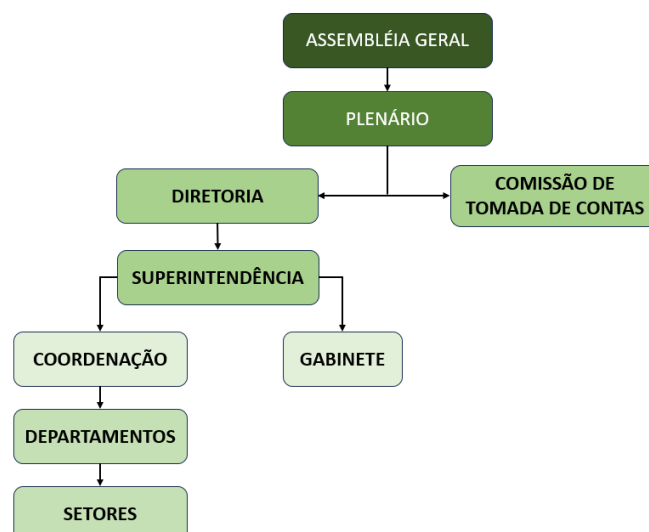 ASSEMBLÉIA GERAL
PLENÁRIO
DIRETORIA
COMISSÃO DE
TOMADA DE CONTAS
SUPERINTENDÊNCIA
COORDENAÇÃO
GABINETE
DEPARTAMENTOS
SETORES